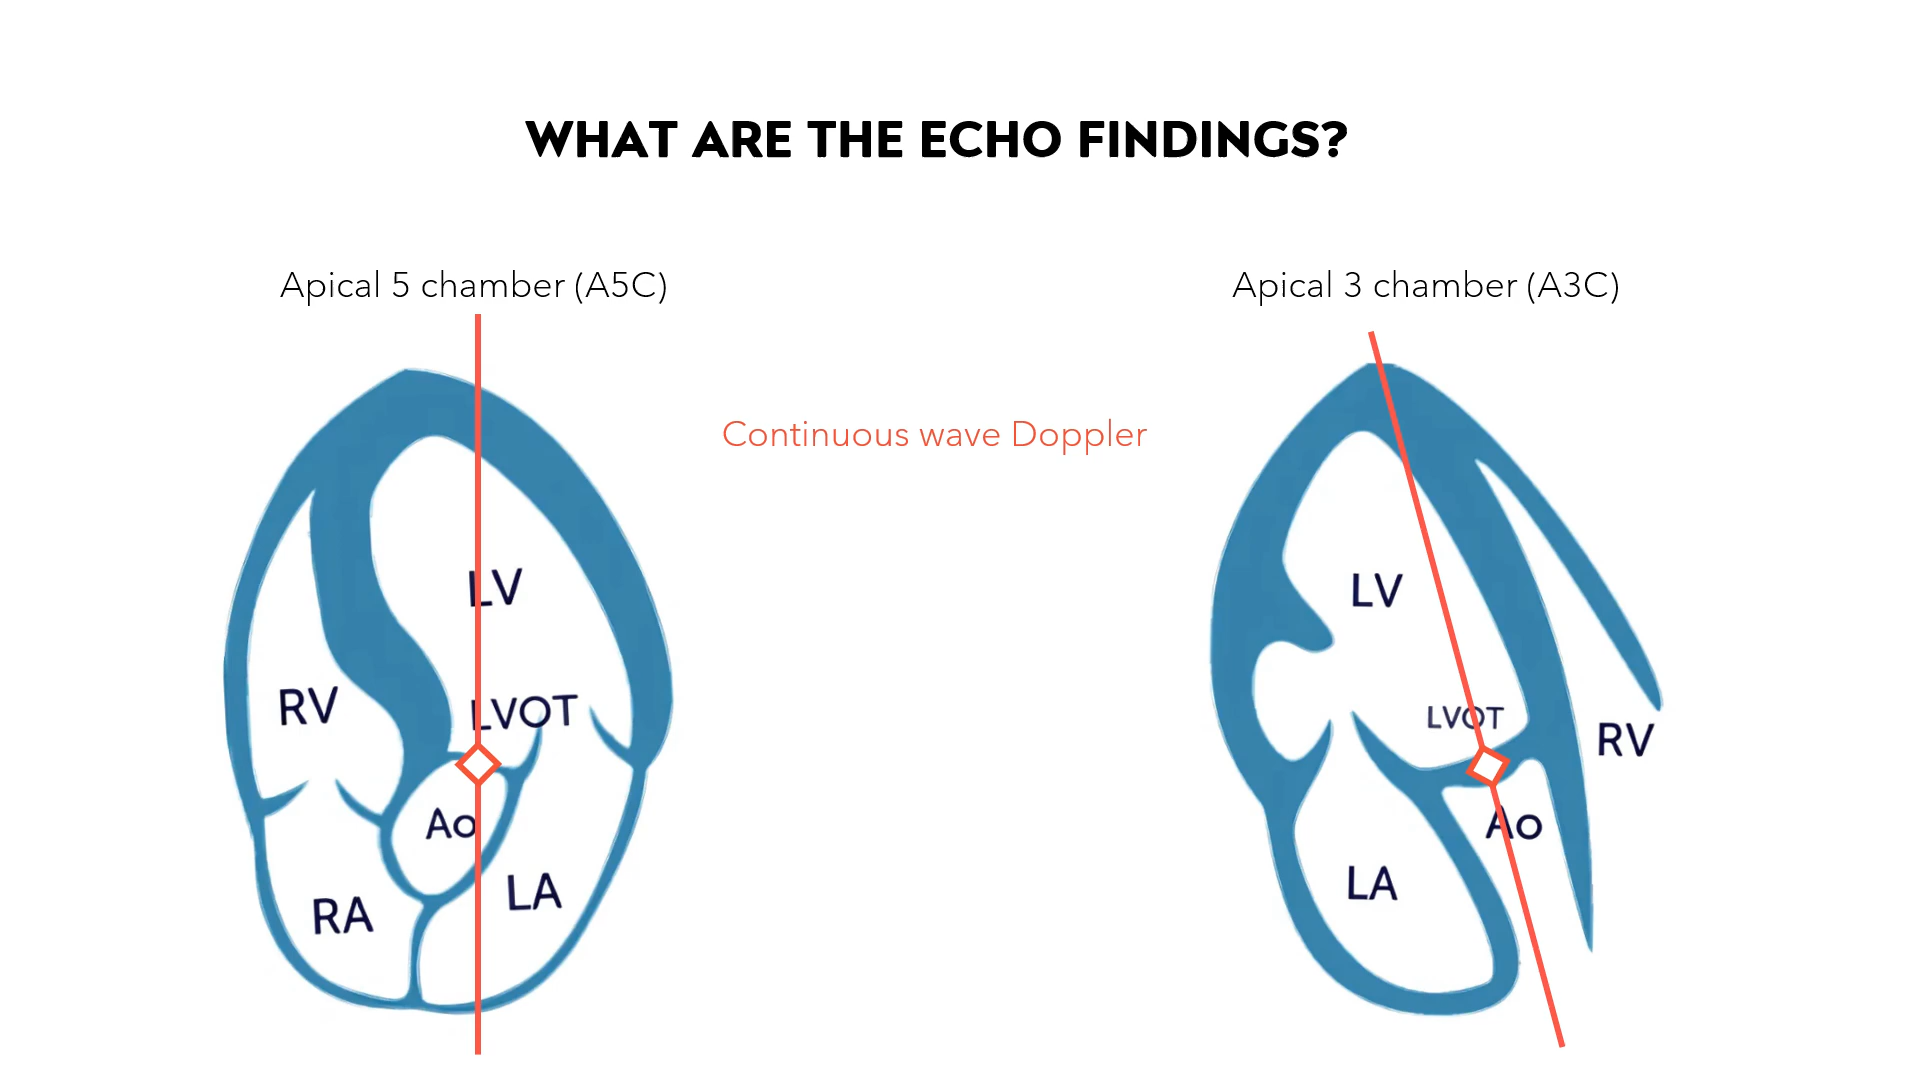 WHAT ARE THE ECHO FINDINGS?
Apical 5 chamber (A5C)
Apical 3 chamber (A3C)
Continuous wave Doppler
LV
LVOT
RV
Ao
LA
RA
LV
LVOT
RV
Ao
LA